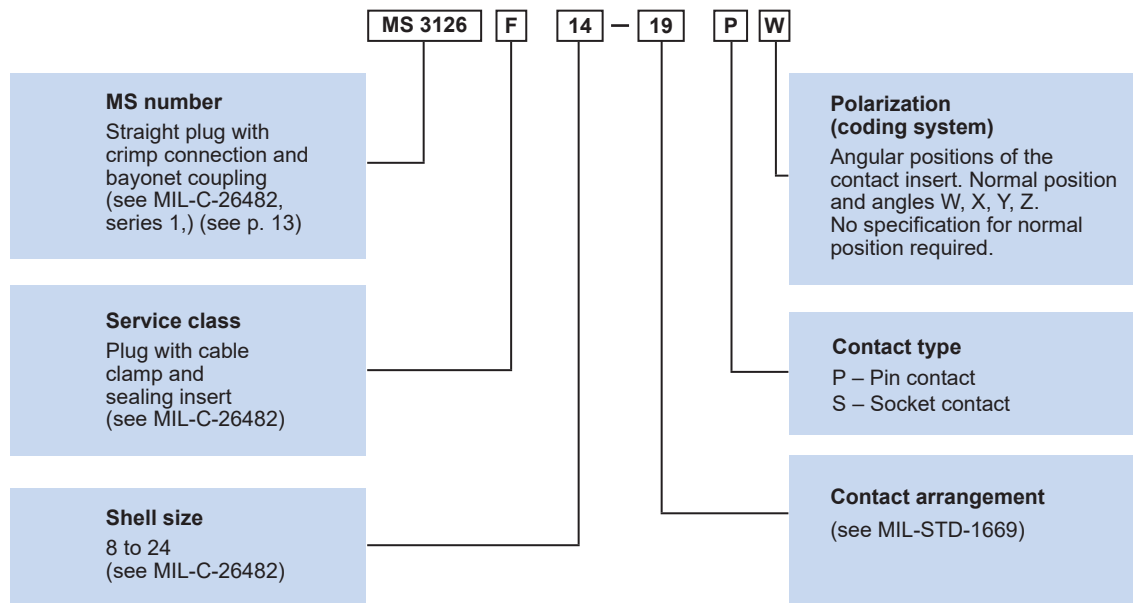 MS 3126 F 14 – 19 P W
MS number
Straight plug with
crimp connection and
bayonet coupling
(see MIL-C-26482,
series 1,) (see p. 13)
Service class
Plug with cable
clamp and
sealing insert
(see MIL-C-26482)
Shell size
8 to 24
(see MIL-C-26482)
Polarization
(coding system)
Angular positions of the
contact insert. Normal position
and angles W, X, Y, Z.
No specification for normal
position required.
Contact type
P – Pin contact
S – Socket contact
Contact arrangement
(see MIL-STD-1669)